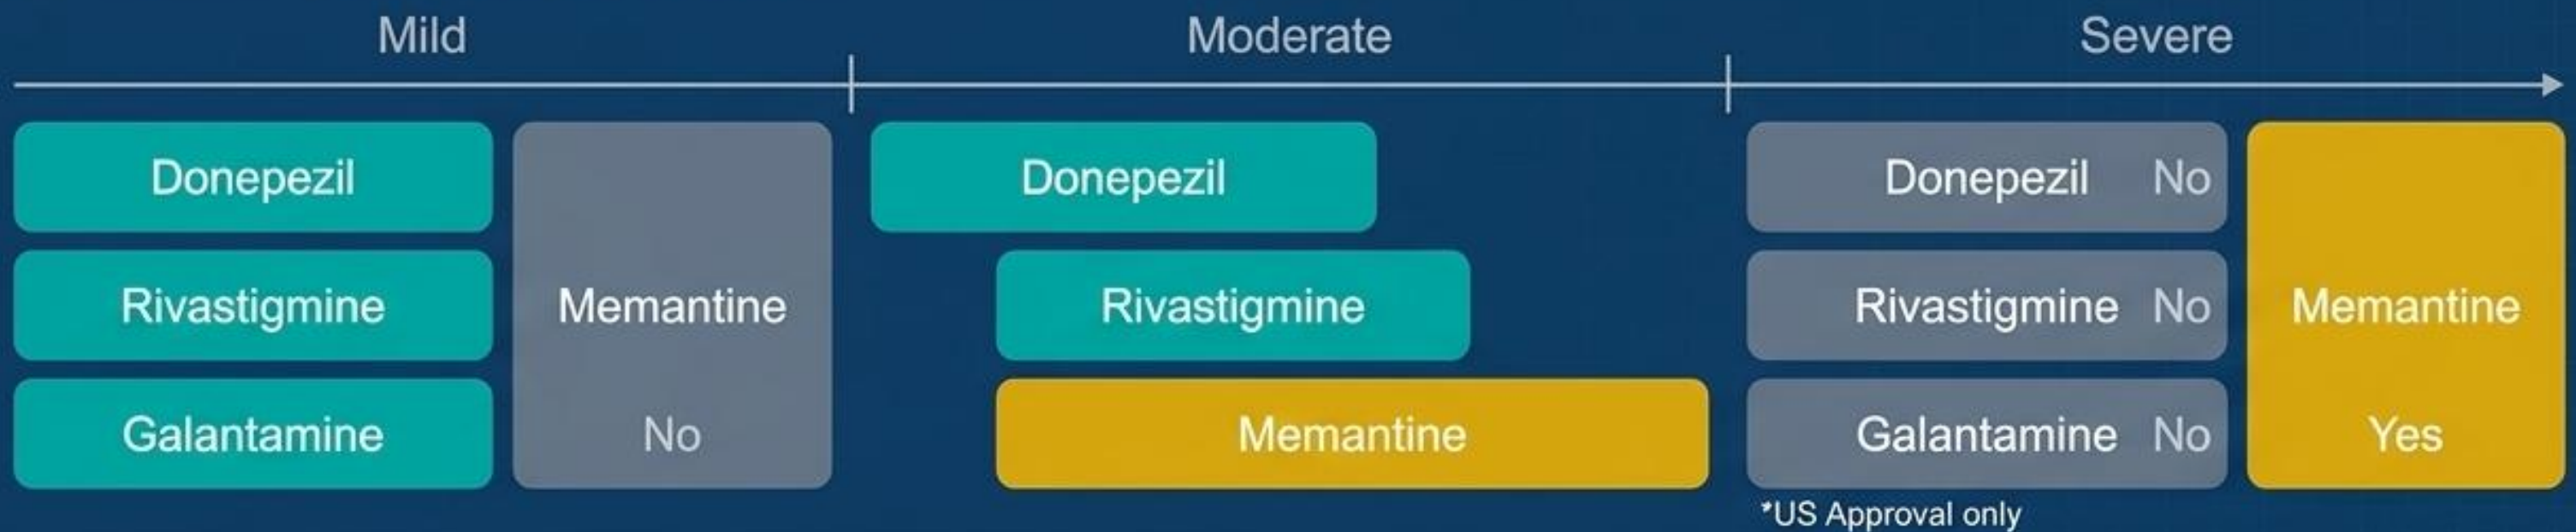 Mild
Moderate
Severe
Donepezil
Rivastigmine
Galantamine
Memantine
No
Donepezil
Rivastigmine
Memantine
Donepezil No
Rivastigmine No
Galantamine No
Memantine
Yes
*US Approval only